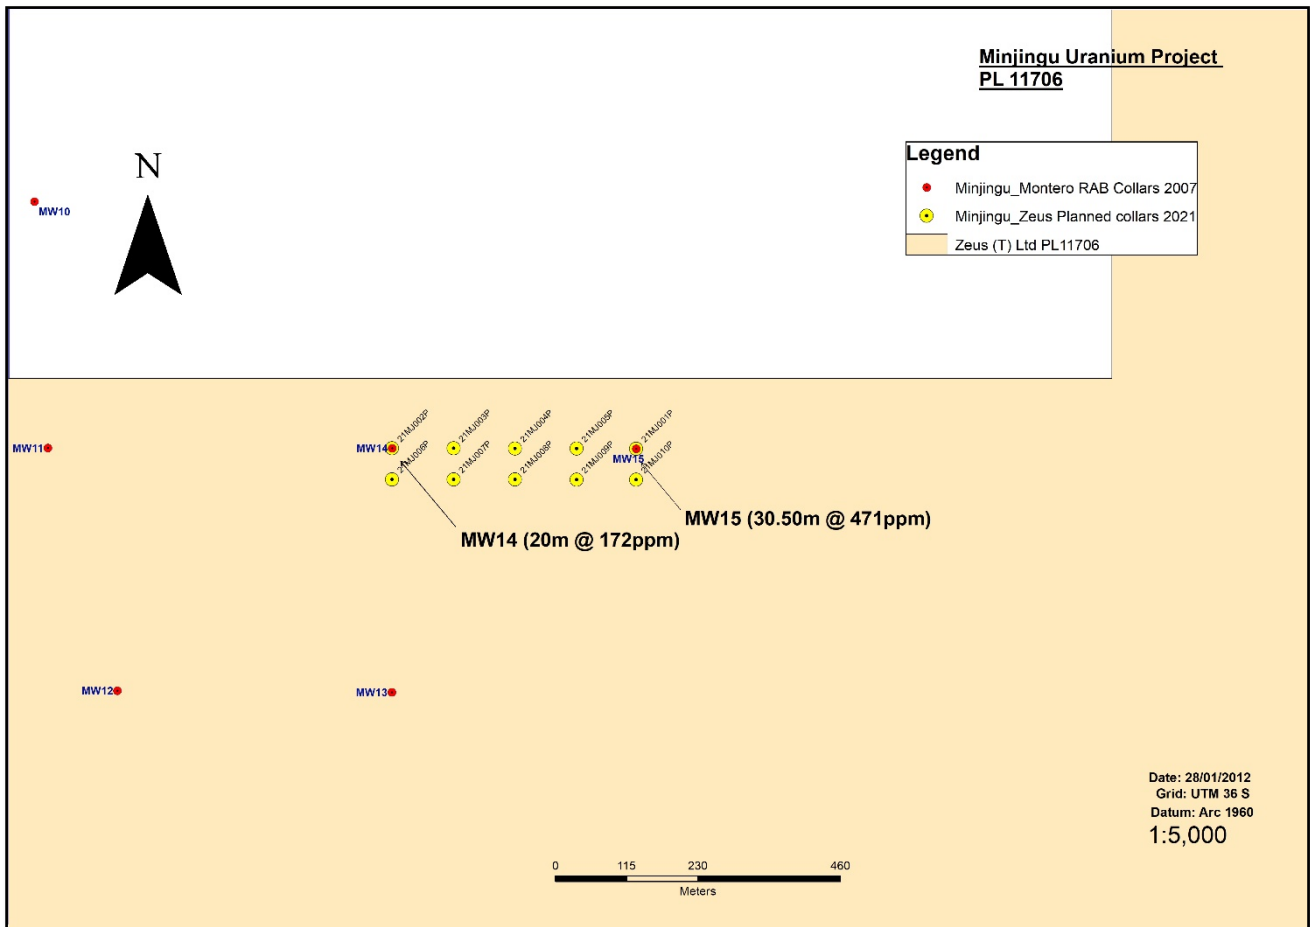 Minjingu Uranium Project
PL 11706
Legend
Minjingu_Montero RAB Collars 2007
Minjingu_Zeus Planned collars 2021
Zeus (T) Ltd PL11706
N
MW10
21MJ002P
21MJ003P
21MJ004P
21MJ005P
21MJ001P
MW11
MW14
MW15
21MJ006P
21MJ007P
21MJ008P
21MJ009P
21MJ010P
MW15 (30.50m @ 471ppm)
MW14 (20m @ 172ppm)
MW12
MW13
Date: 28/01/2012
Grid: UTM 36 S
Datum: Arc 1960
1:5,000
0 115 230 460
Meters